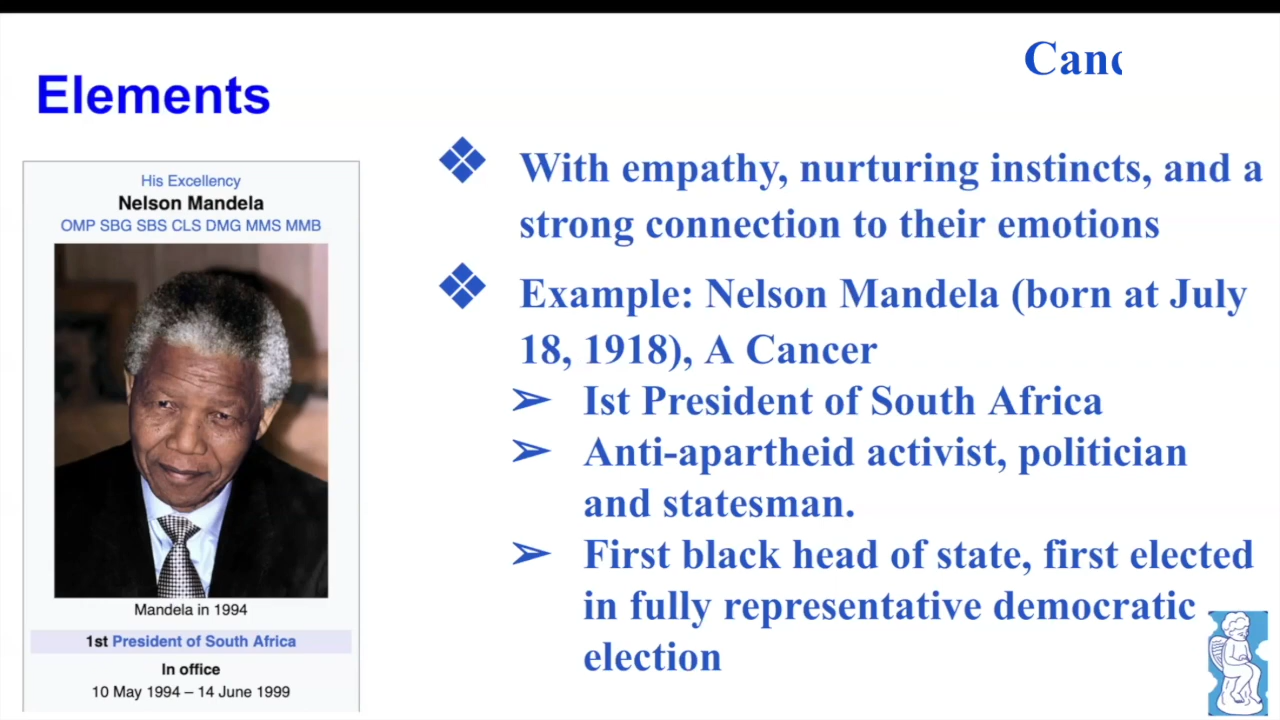 Canc
Elements
His Excellency
Nelson Mandela
OMP SBG SBS CLS DMG MMS MMB
Mandela in 1994
1st President of South Africa
In office
10 May 1994 – 14 June 1999
❖ With empathy, nurturing instincts, and a
strong connection to their emotions
❖ Example: Nelson Mandela (born at July
18, 1918), A Cancer
➢ Ist President of South Africa
➢ Anti-apartheid activist, politician
and statesman.
➢ First black head of state, first elected
in fully representative democratic
election